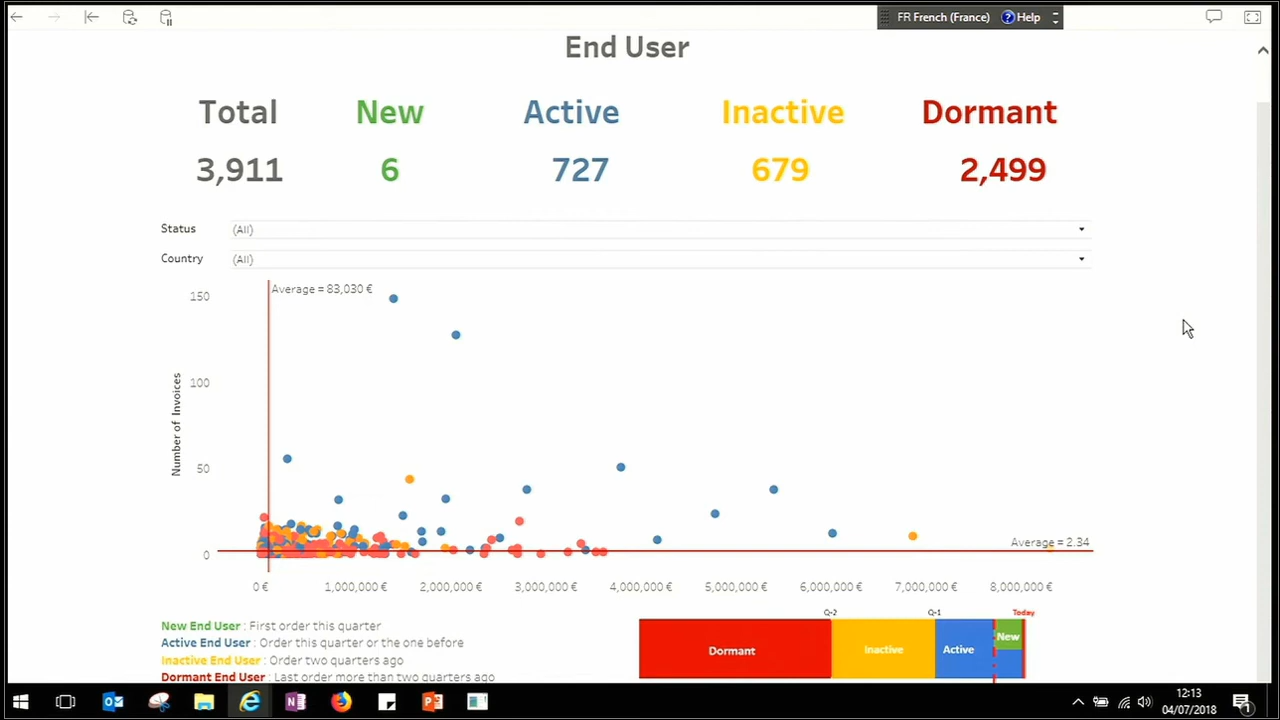 FR French (France) ? Help
End User
Total New Active Inactive Dormant
3,911 6 727 679 2,499
Status (All)
Country (All)
Average = 83,030 €
150
100
50
0
Number of Invoices
Average = 2.34
0 € 1,000,000 € 2,000,000 € 3,000,000 € 4,000,000 € 5,000,000 € 6,000,000 € 7,000,000 € 8,000,000 €
Q-2 Q-1 Today
New End User : First order this quarter
Active End User : Order this quarter or the one before
Inactive End User : Order two quarters ago
Dormant End User : Last order more than two quarters ago
Dormant Inactive Active New
12:13
04/07/2018
1